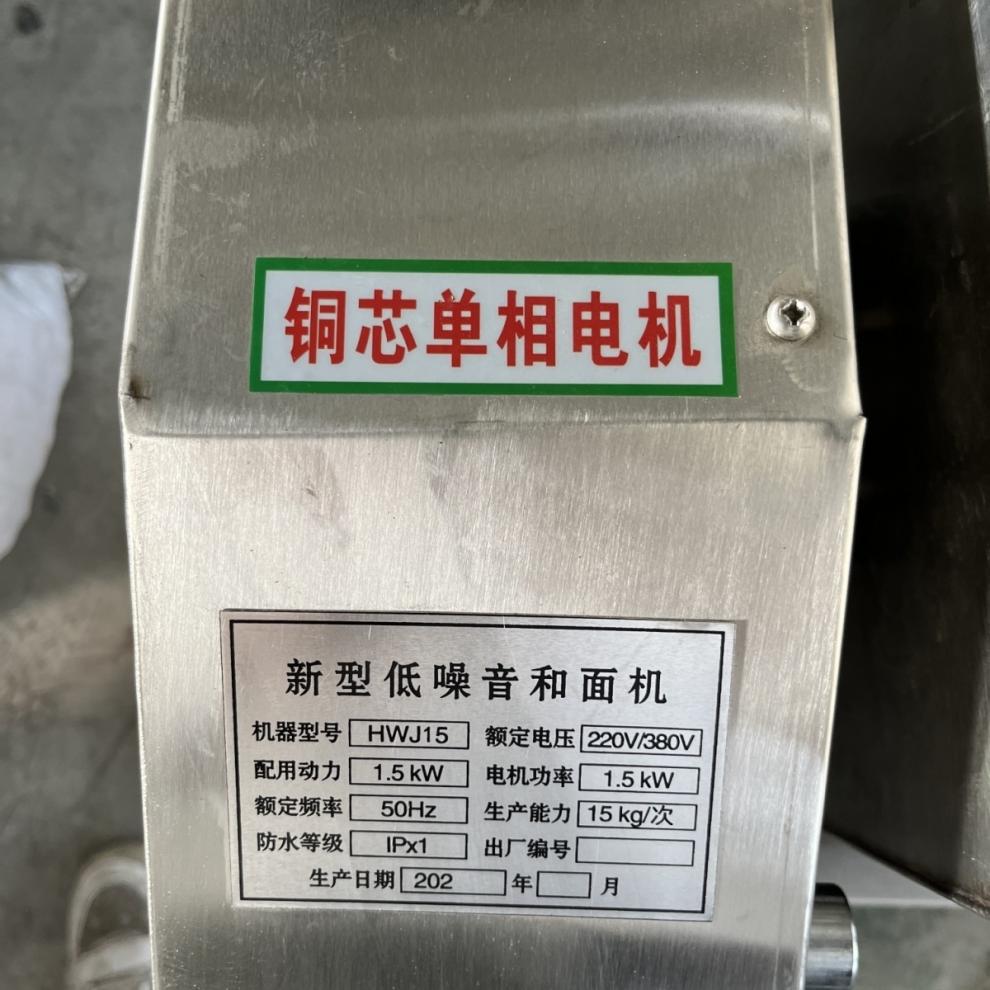 铜芯单相电机
新型低噪音和面机
机器型号 HWJ15 额定电压 220V/380V
配用动力 1.5 kW 电机功率 1.5 kW
额定频率 50Hz 生产能力 15 kg/次
防水等级 IPx1 出厂编号
生产日期 202 年 月